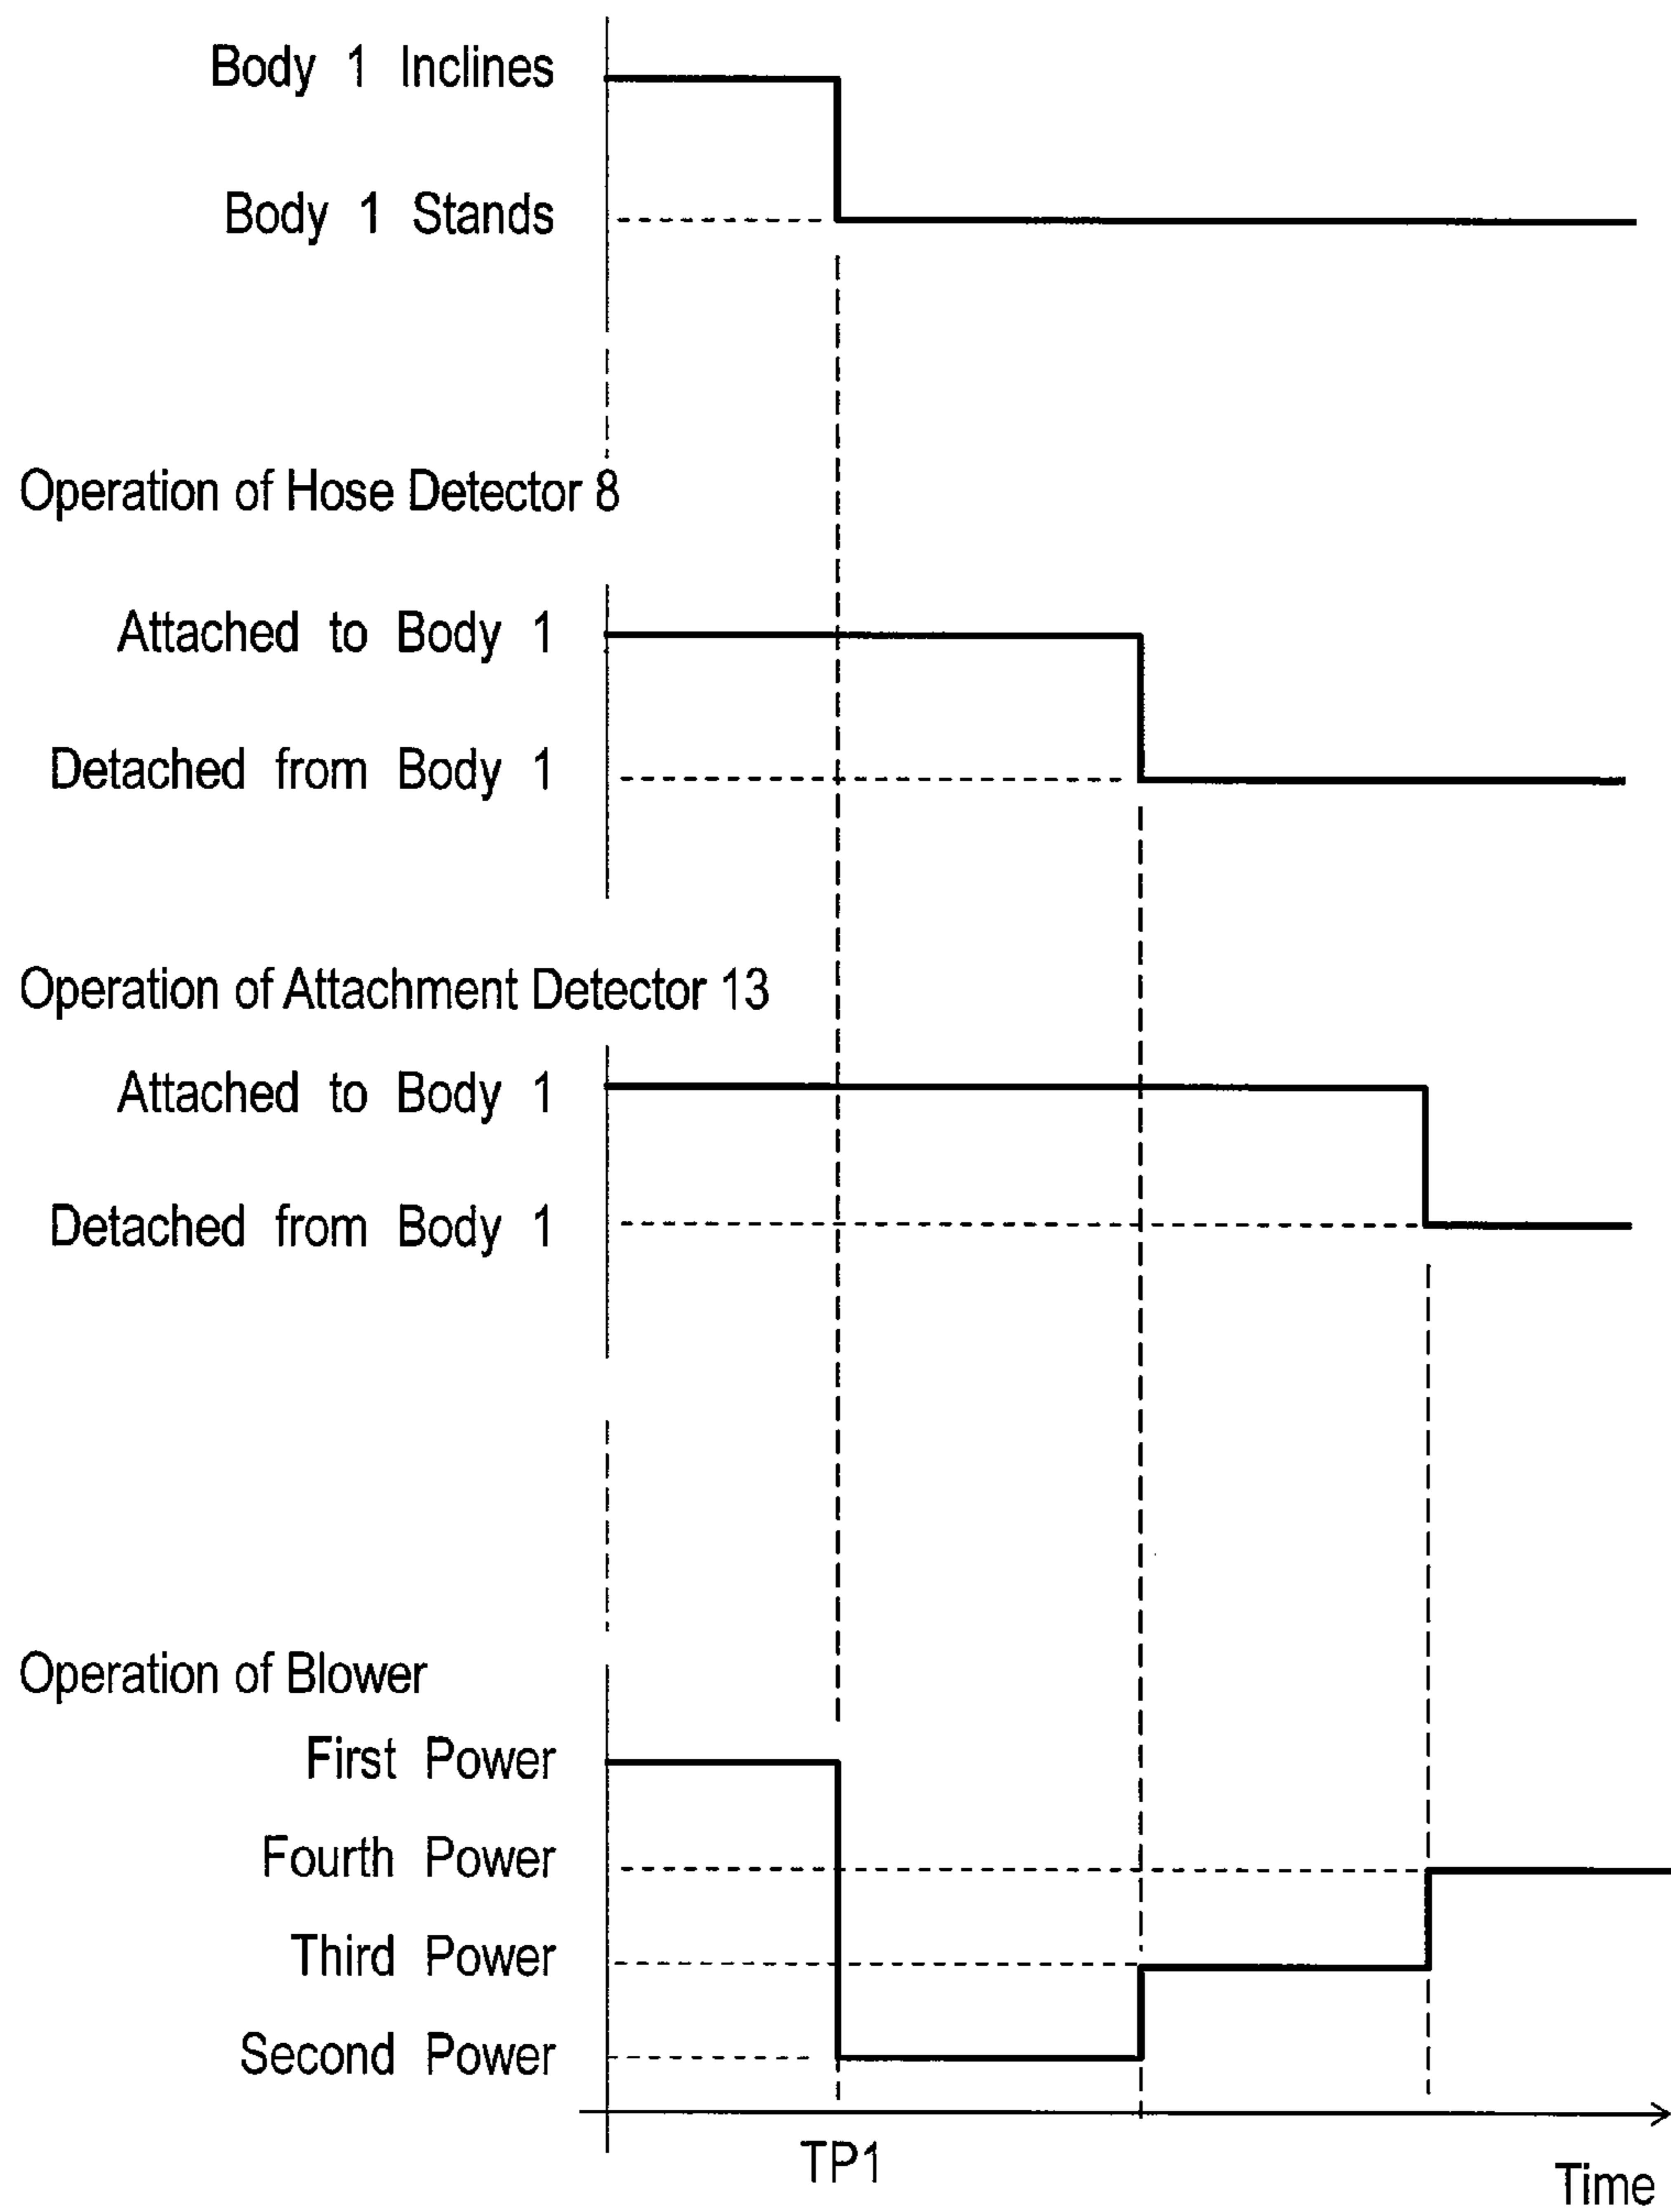 Body 1 Inclines
Body 1 Stands
Operation of Hose Detector 8
Attached to Body 1
Detached from Body 1
Operation of Attachment Detector 13
Attached to Body 1
Detached from Body 1
Operation of Blower
First Power
Fourth Power
Third Power
Second Power
TP1
Time